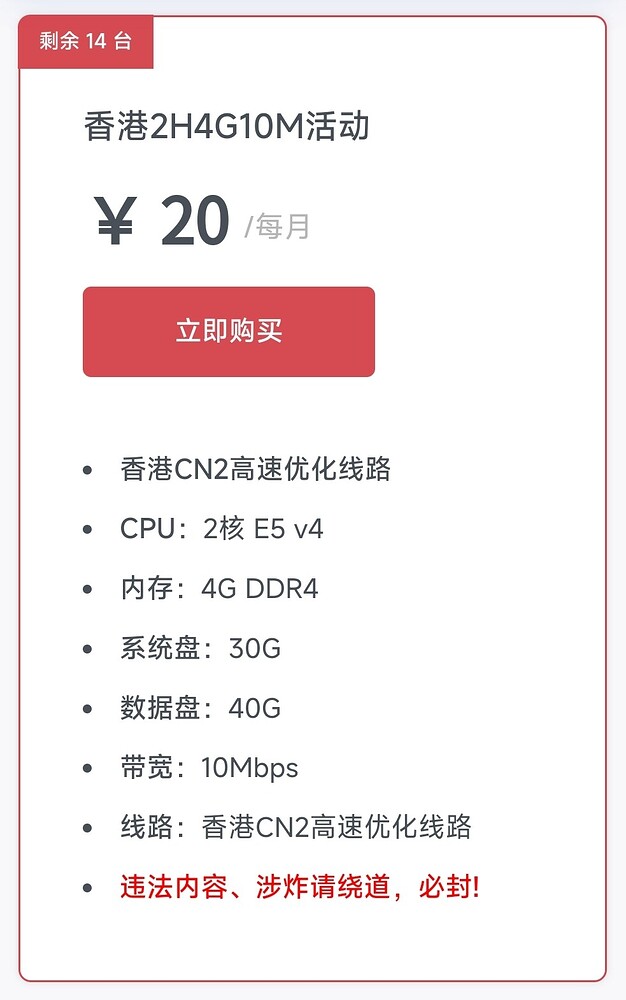 剩余 14 台
香港2H4G10M活动
¥ 20 /每月
立即购买
香港CN2高速优化线路
CPU：2核 E5 v4
内存：4G DDR4
系统盘：30G
数据盘：40G
带宽：10Mbps
线路：香港CN2高速优化线路
违法内容、涉炸请绕道，必封!